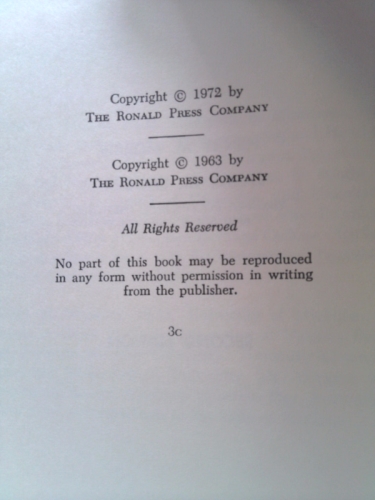 Copyright © 1972 by
The Ronald Press Company
Copyright © 1963 by
The Ronald Press Company
All Rights Reserved
No part of this book may be reproduced
in any form without permission in writing
from the publisher.
3c